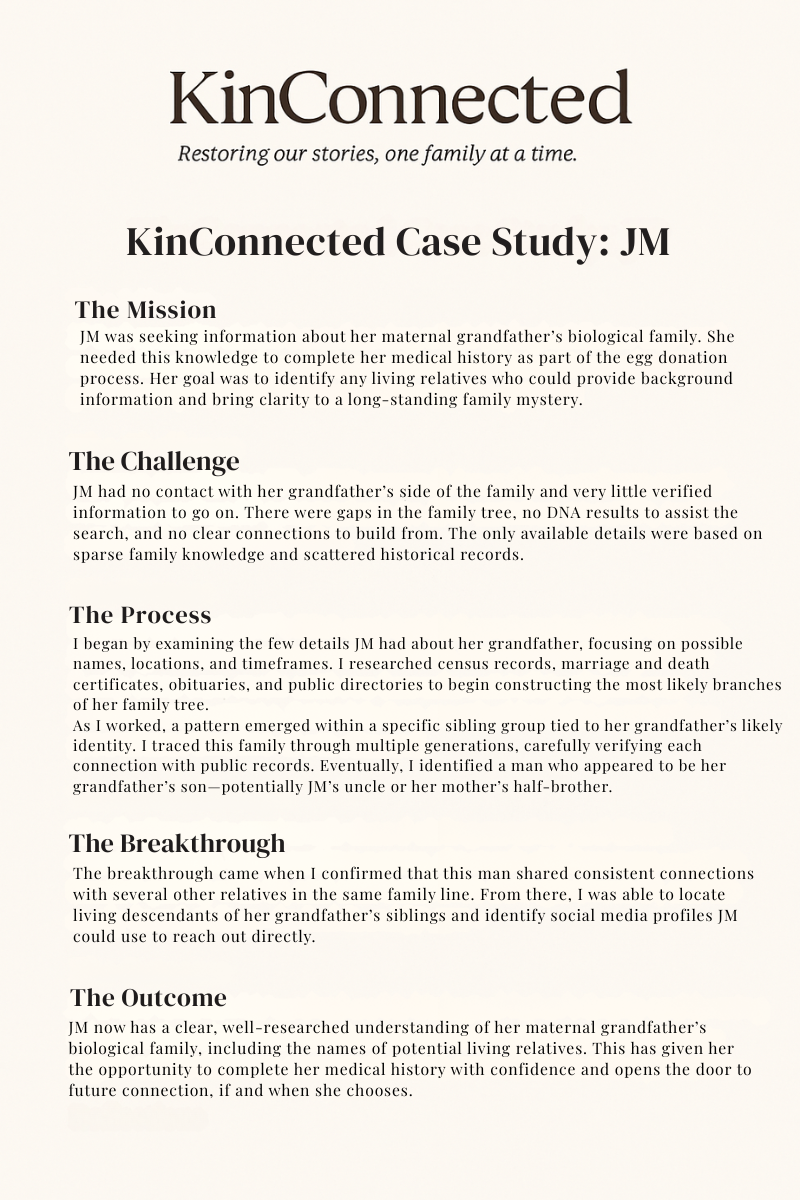 KinConnected
Restoring our stories, one family at a time.
KinConnected Case Study: JM
The Mission
JM was seeking information about her maternal grandfather’s biological family. She
needed this knowledge to complete her medical history as part of the egg donation
process. Her goal was to identify any living relatives who could provide background
information and bring clarity to a long-standing family mystery.
The Challenge
JM had no contact with her grandfather’s side of the family and very little verified
information to go on. There were gaps in the family tree, no DNA results to assist the
search, and no clear connections to build from. The only available details were based on
sparse family knowledge and scattered historical records.
The Process
I began by examining the few details JM had about her grandfather, focusing on possible
names, locations, and timeframes. I researched census records, marriage and death
certificates, obituaries, and public directories to begin constructing the most likely branches
of her family tree.
As I worked, a pattern emerged within a specific sibling group tied to her grandfather’s likely
identity. I traced this family through multiple generations, carefully verifying each
connection with public records. Eventually, I identified a man who appeared to be her
grandfather’s son—potentially JM’s uncle or her mother’s half-brother.
The Breakthrough
The breakthrough came when I confirmed that this man shared consistent connections
with several other relatives in the same family line. From there, I was able to locate
living descendants of her grandfather’s siblings and identify social media profiles JM
could use to reach out directly.
The Outcome
JM now has a clear, well-researched understanding of her maternal grandfather’s
biological family, including the names of potential living relatives. This has given her
the opportunity to complete her medical history with confidence and opens the door to
future connection, if and when she chooses.